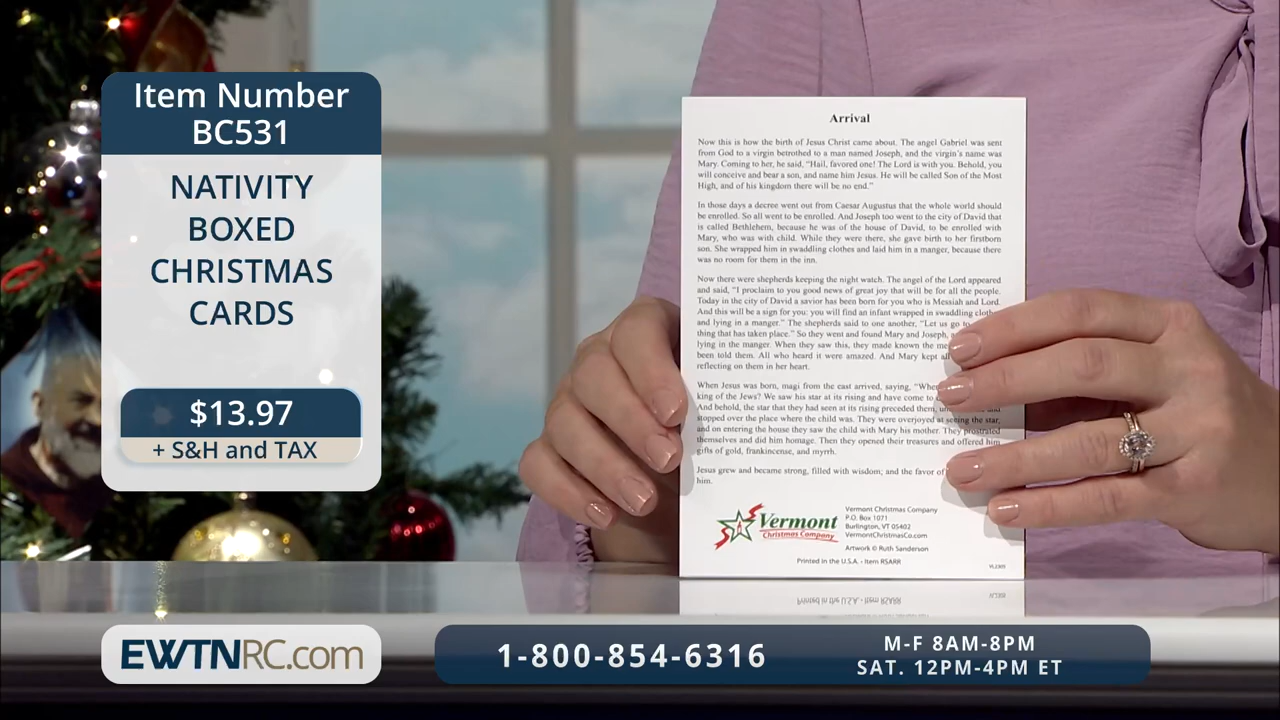 Item Number
BC531
NATIVITY
BOXED
CHRISTMAS
CARDS
$13.97
+ S&H and TAX
Arrival
Now this is how the birth of Jesus Christ came about. The angel Gabriel was sent
from God to a virgin betrothed to a man named Joseph, and the virgin's name was
Mary. Coming to her, he said, "Hail, favored one! The Lord is with you. Behold, you
will conceive and bear a son, and name him Jesus. He will be called Son of the Most
High, and of his kingdom there will be no end."
In those days a decree went out from Caesar Augustus that the whole world should
be enrolled. So all went to be enrolled. And Joseph too went to the city of David that
is called Bethlehem, because he was of the house of David, to be enrolled with
Mary, who was with child. While they were there, she gave birth to her firstborn
son. She wrapped him in swaddling clothes and laid him in a manger, because there
was no room for them in the inn.
Now there were shepherds keeping the night watch. The angel of the Lord appeared
and said, "I proclaim to you good news of great joy that will be for all the people.
Today in the city of David a savior has been born for you who is Messiah and Lord.
And this will be a sign for you: you will find an infant wrapped in swaddling clothes
and lying in a manger." The shepherds said to one another, "Let us go to
thing that has taken place." So they went and found Mary and Joseph,
lying in the manger. When they saw this, they made known the
been told them. All who heard it were amazed. And Mary kept
reflecting on them in her heart.
When Jesus was born, magi from the east arrived, saying,
king of the Jews? We saw his star at its rising and have come to
And behold, the star that they had seen at its rising preceded them,
stopped over the place where the child was. They were overjoyed at seeing the star,
and on entering the house they saw the child with Mary his mother. They prostrated
themselves and did him homage. Then they opened their treasures and offered him
gifts of gold, frankincense, and myrrh.
Jesus grew and became strong, filled with wisdom; and the favor of
him.
Vermont
Christmas Company
Vermont Christmas Company
P.O. Box 1071
Burlington, VT 05402
VermontChristmasCo.com
Artwork © Ruth Sanderson
Printed in the U.S.A. - Item RSARR
EWTNRC.com
1-800-854-6316
M-F 8AM-8PM
SAT. 12PM-4PM ET